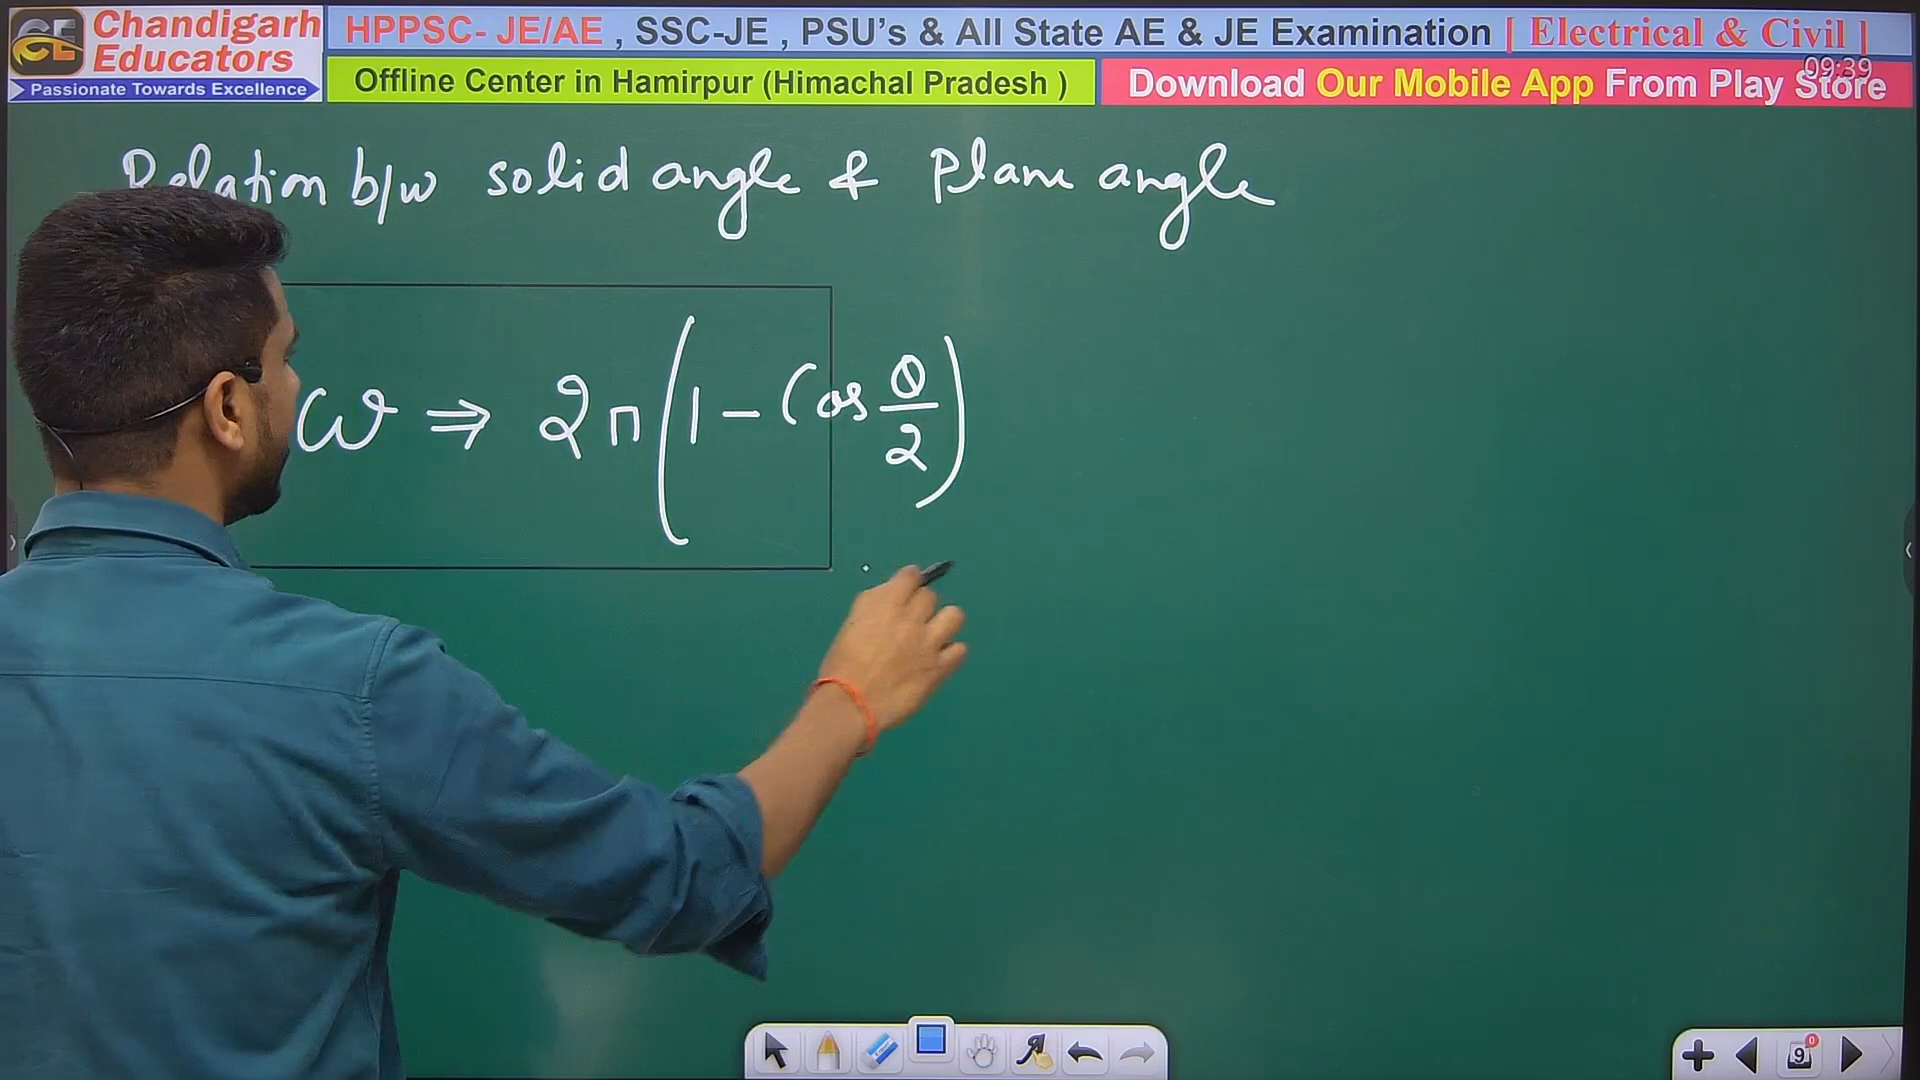 CE Chandigarh Educators
Passionate Towards Excellence
HPPSC- JE/AE , SSC-JE , PSU's & All State AE & JE Examination [ Electrical & Civil ]
Offline Center in Hamirpur (Himachal Pradesh )
Download Our Mobile App From Play Store
09:39
Relation b/w solid angle & Plane angle
ω ⇒ 2π(1 - Cos θ/2)
9
0